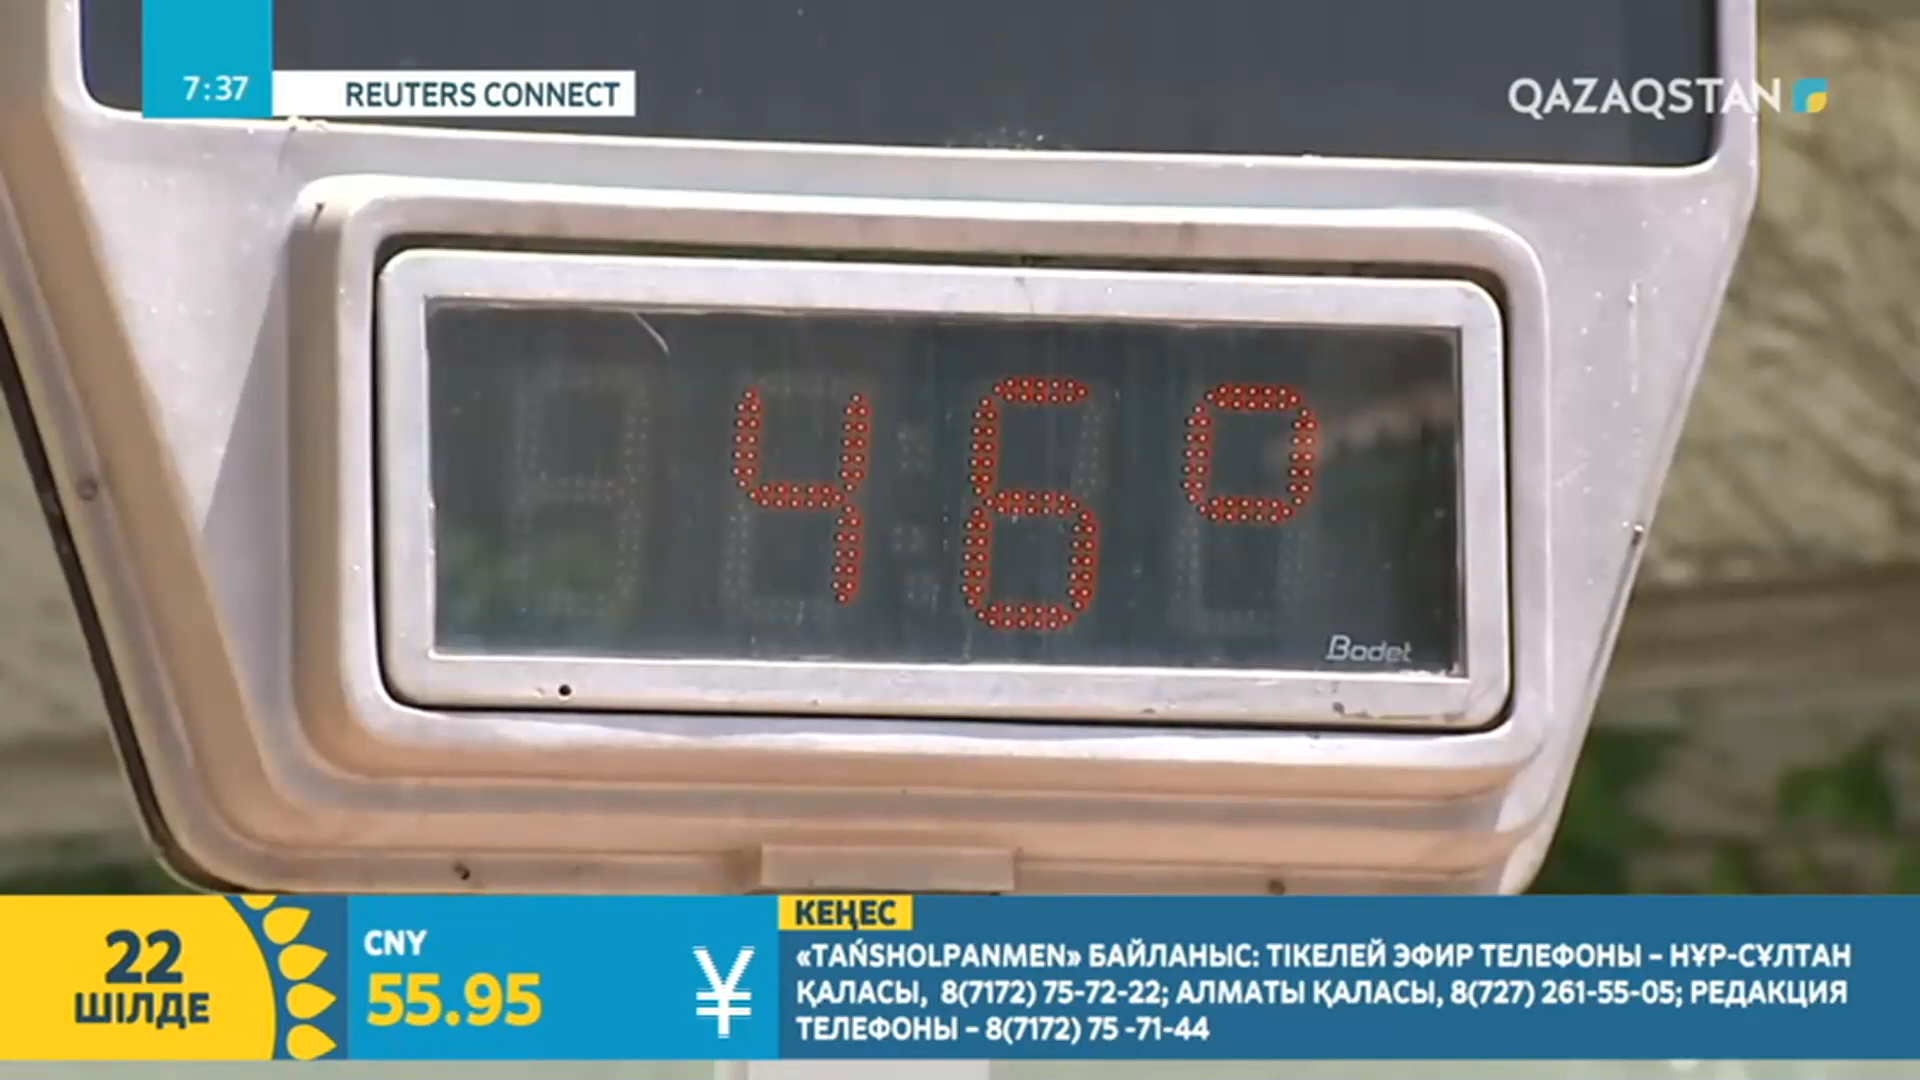 7:37
REUTERS CONNECT
QAZAQSTAN
46°
Bodet
22
ШІЛДЕ
CNY
55.95
¥
КЕҢЕС
«TAŃSHOLPANMEN» БАЙЛАНЫС: ТІКЕЛЕЙ ЭФИР ТЕЛЕФОНЫ – НҰР-СҰЛТАН
ҚАЛАСЫ, 8(7172) 75-72-22; АЛМАТЫ ҚАЛАСЫ, 8(727) 261-55-05; РЕДАКЦИЯ
ТЕЛЕФОНЫ – 8(7172) 75 -71-44